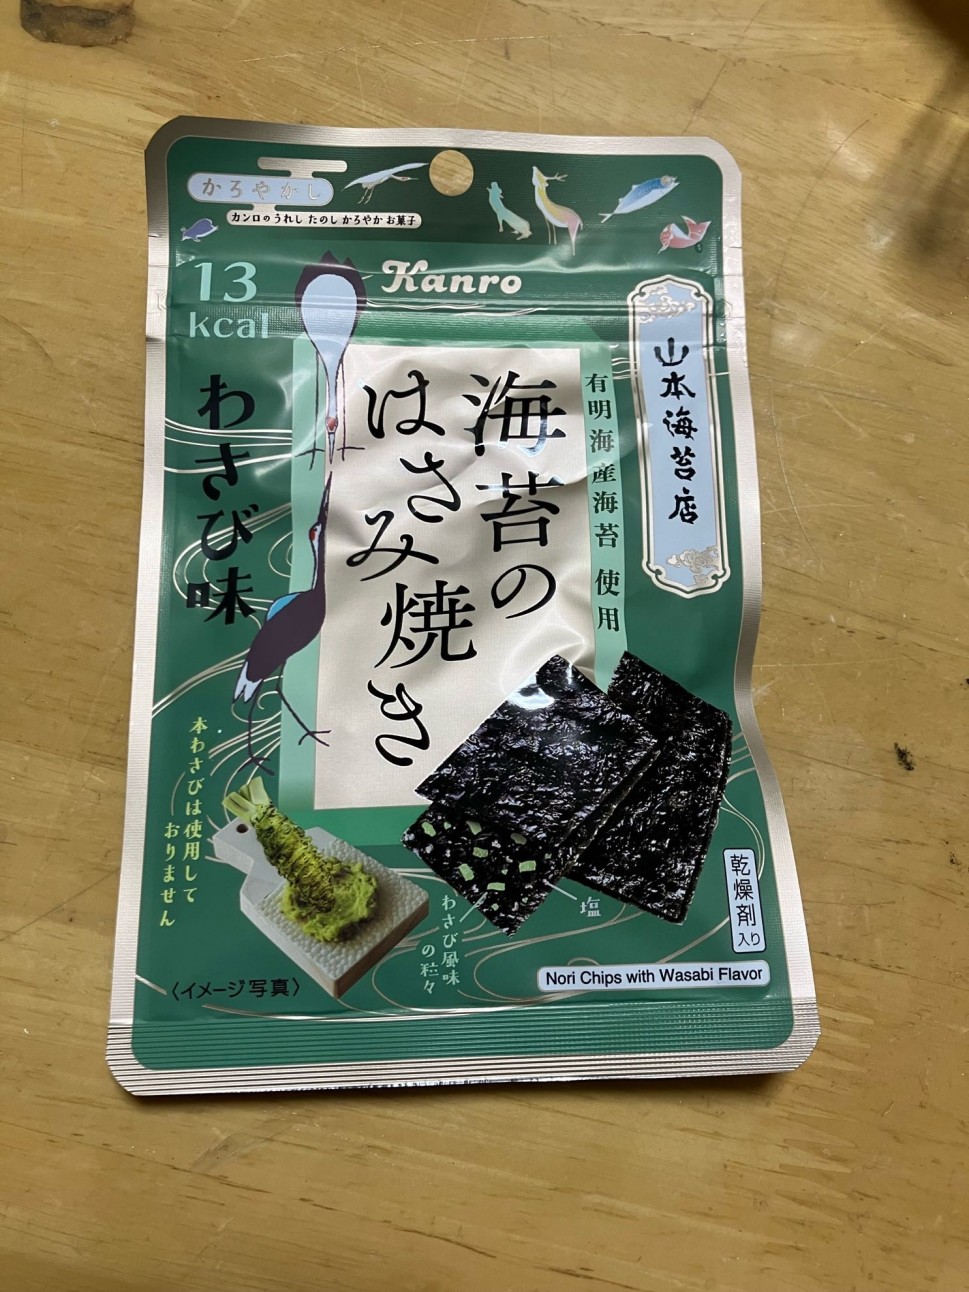 かろやかし
カンロのうれし たのし かろやか お菓子
Kanro
13
kcal
山本海苔店
有明海産海苔 使用
海苔の
はさみ焼き
わさび味
本わさびは使用して
おりません
わさび風味
の粒々
塩
乾燥剤
入り
〈イメージ写真〉
Nori Chips with Wasabi Flavor